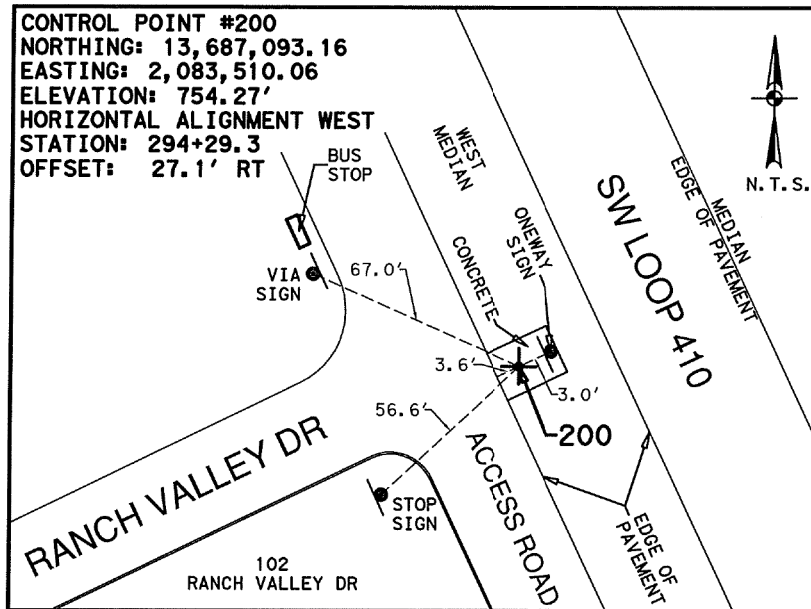 CONTROL POINT #200
NORTHING: 13,687,093.16
EASTING: 2,083,510.06
ELEVATION: 754.27'
HORIZONTAL ALIGNMENT WEST
STATION: 294+29.3
OFFSET: 27.1' RT
BUS
STOP
VIA
SIGN
67.0'
WEST
MEDIAN
ONEWAY
SIGN
CONCRETE
SW LOOP 410
MEDIAN
EDGE OF PAVEMENT
N.T.S.
3.6'
3.0'
56.6'
200
RANCH VALLEY DR
ACCESS ROAD
STOP
SIGN
EDGE OF
PAVEMENT
102
RANCH VALLEY DR